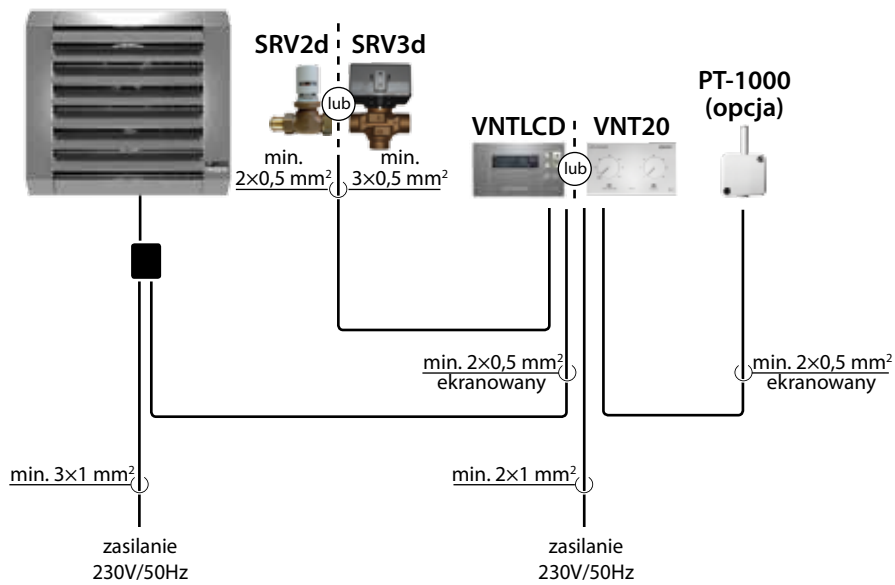 SRV2d
SRV3d
lub
min.
2×0,5 mm²
min.
3×0,5 mm²
VNTLCD
VNT20
lub
PT-1000
(opcja)
min. 2×0,5 mm²
ekranowany
min. 2×0,5 mm²
ekranowany
min. 3×1 mm²
min. 2×1 mm²
zasilanie
230V/50Hz
zasilanie
230V/50Hz